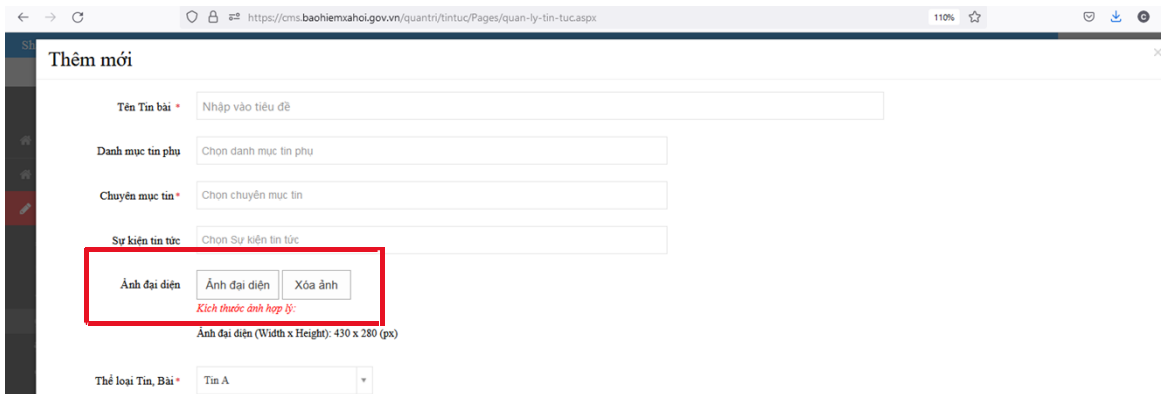 https://cms.baohiemxahoi.gov.vn/quantri/tintuc/Pages/quan-ly-tin-tuc.aspx 110% C
Sh
Thêm mới ×
Tên Tin bài * Nhập vào tiêu đề
Danh mục tin phụ Chọn danh mục tin phụ
Chuyên mục tin * Chọn chuyên mục tin
Sự kiện tin tức Chọn Sự kiện tin tức
Ảnh đại diện Ảnh đại diện Xóa ảnh
Kích thước ảnh hợp lý:
Ảnh đại diện (Width x Height): 430 x 280 (px)
Thể loại Tin, Bài * Tin A